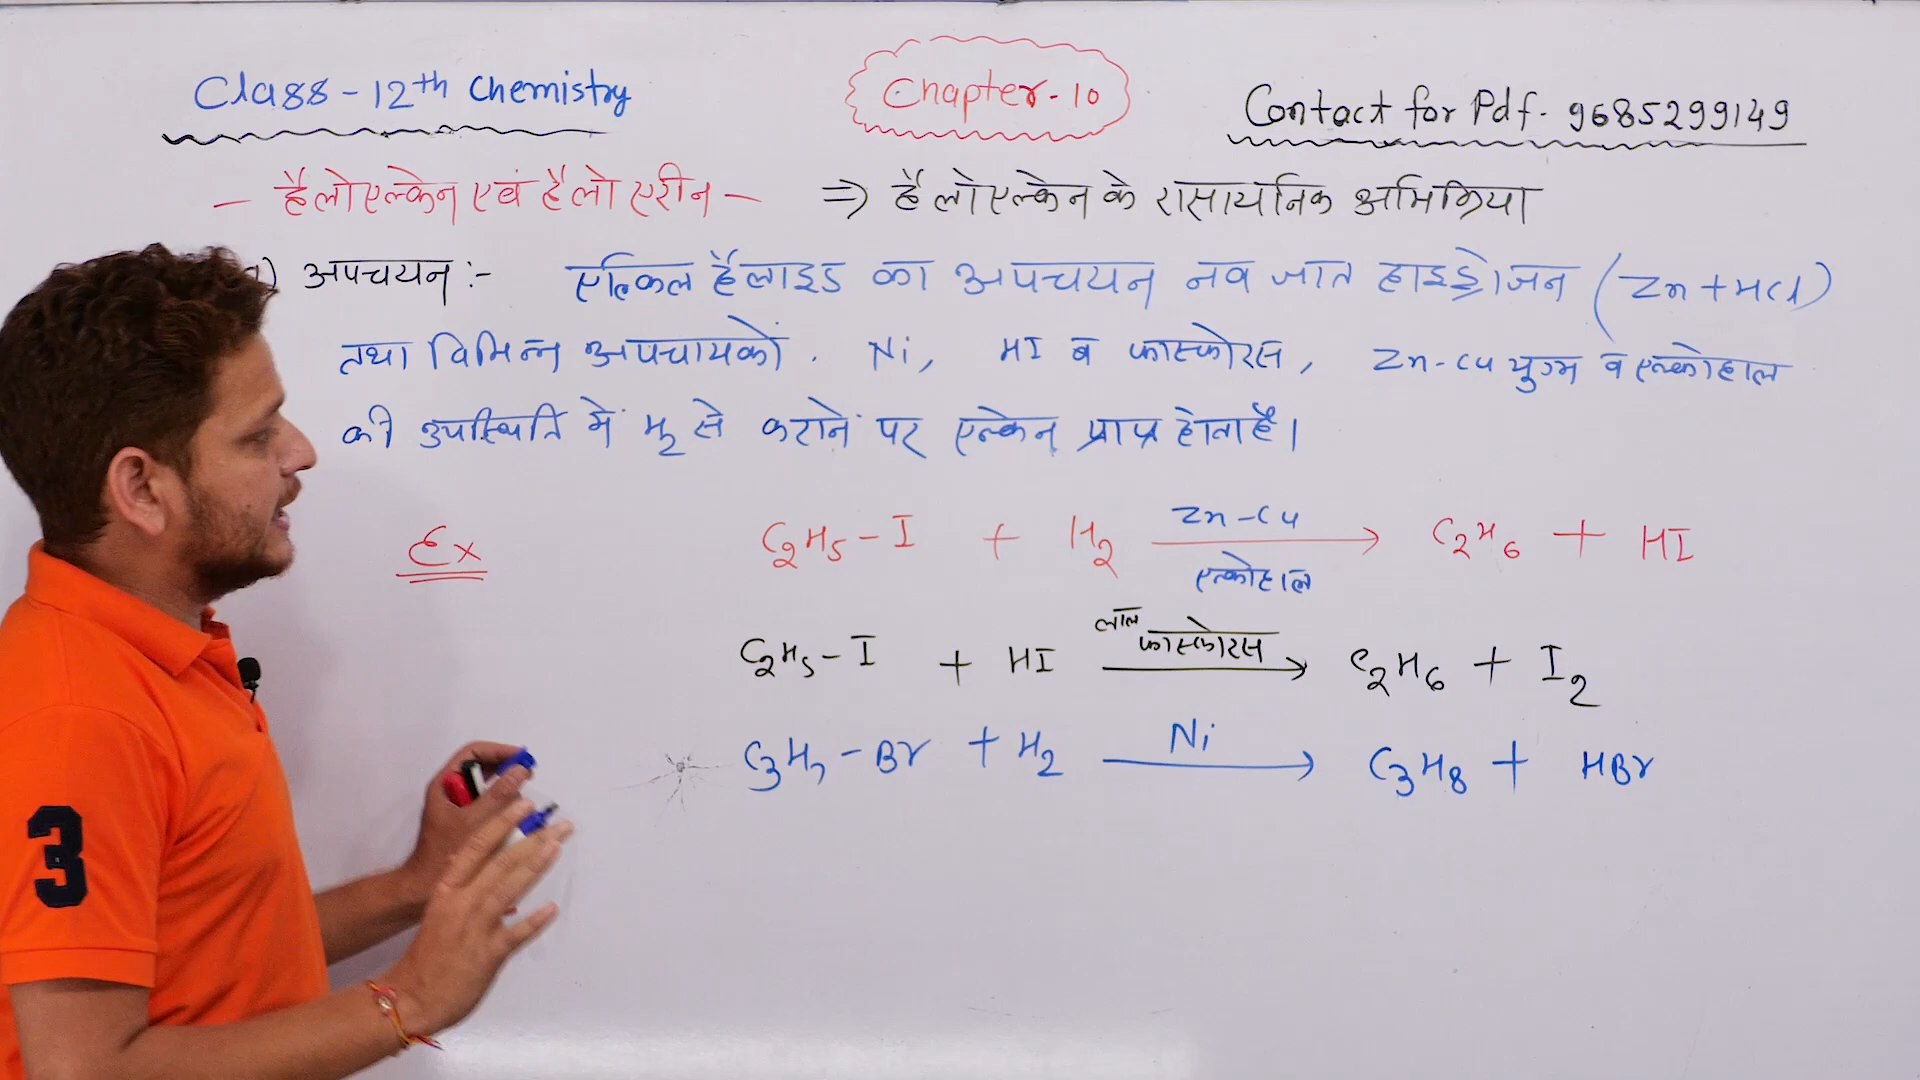 Class - 12th Chemistry
Chapter - 10
Contact for Pdf - 9685299149
- हैलोएल्केन एवं हैलोएरीन - ⇒ हैलोएल्केन के रासायनिक अभिक्रिया
) अपचयन :- एल्किल हैलाइड का अपचयन नव जात हाइड्रोजन (Zn + HCl)
तथा विभिन्न अपचायकों. Ni, HI व फास्फोरस, Zn-Cu युग्म व एल्कोहाल
की उपस्थिति में H2 से करानें पर एल्केन प्राप्त होता है।
Ex
C2H5 - I + H2 Zn-Cu → एल्कोहाल C2H6 + HI
C2H5 - I + HI लाल फास्फोरस → C2H6 + I2
C3H7 - Br + H2 Ni → C3H8 + HBr
3